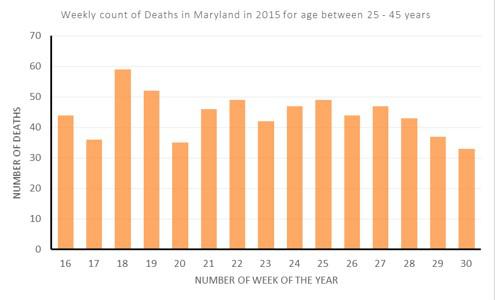 Weekly count of Deaths in Maryland in 2015 for age between 25 - 45 years
70
60
50
40
30
20
10
0
NUMBER OF DEATHS
16 17 18 19 20 21 22 23 24 25 26 27 28 29 30
NUMBER OF WEEK OF THE YEAR